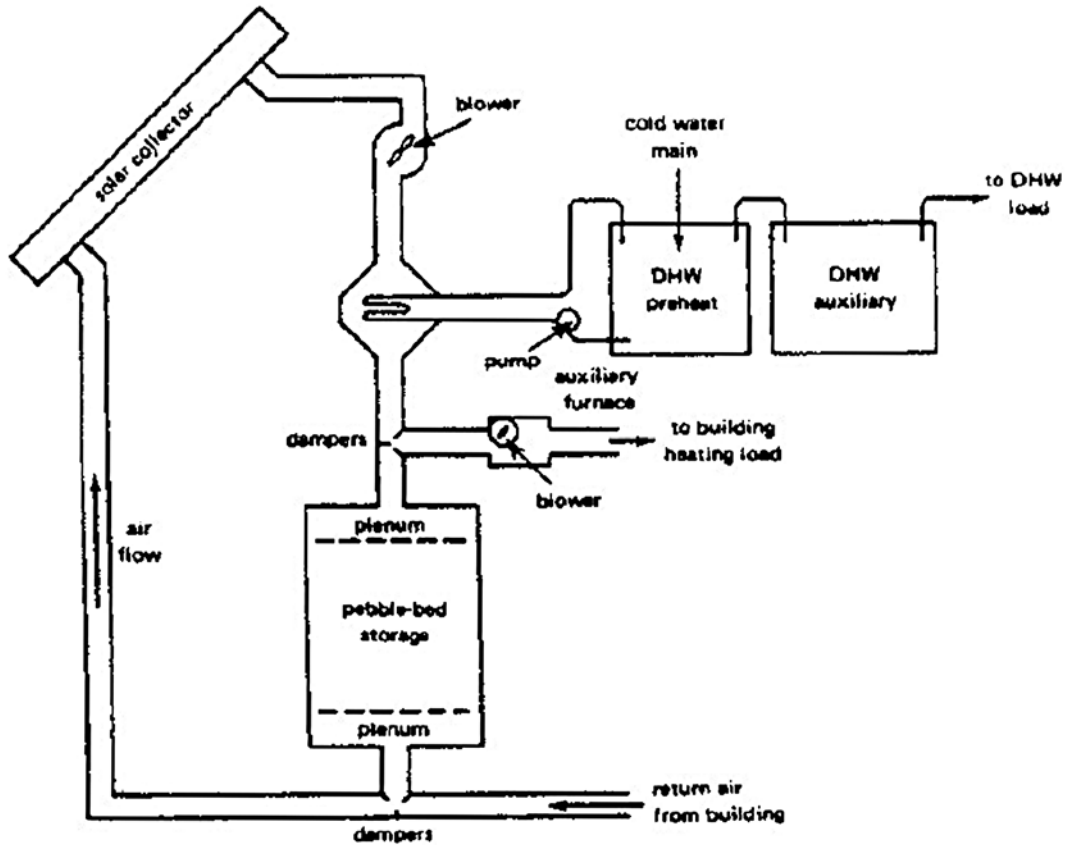 solar collector
blower
cold water
main
to DHW
load
DHW
preheat
DHW
auxiliary
pump
auxiliary
furnace
dampers
to building
heating load
blower
plenum
air
flow
pebble-bed
storage
plenum
return air
from building
dampers